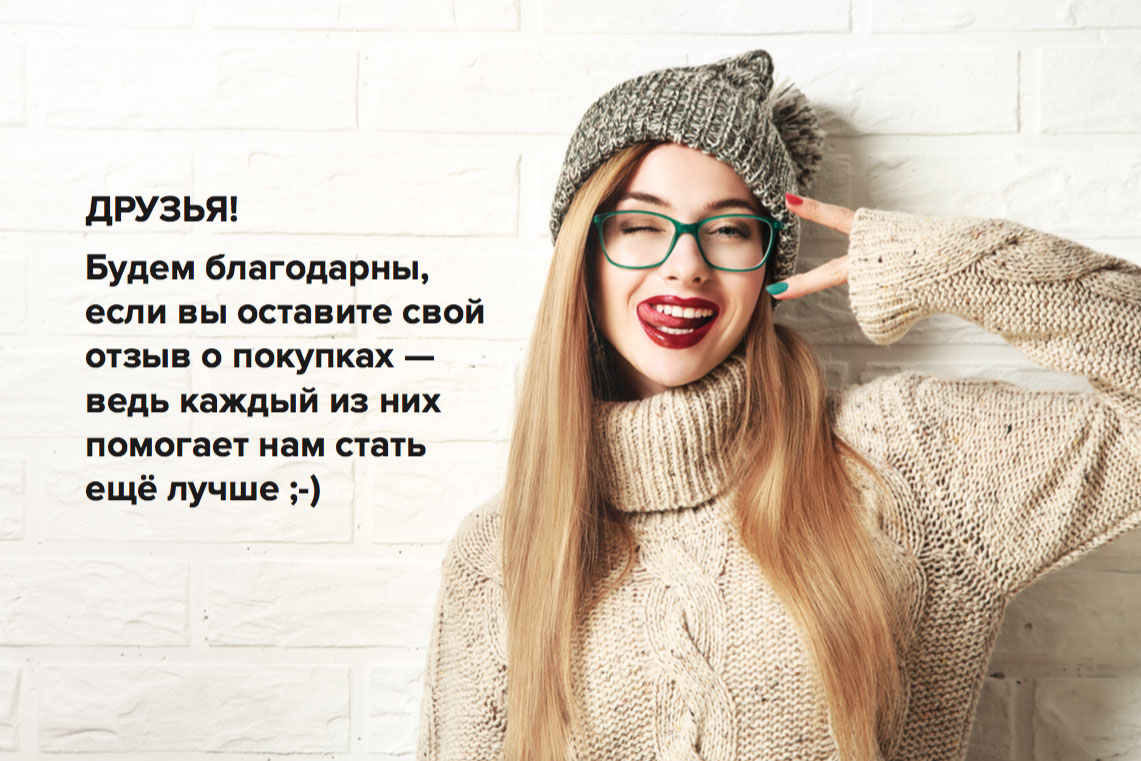 ДРУЗЬЯ!
Будем благодарны,
если вы оставите свой
отзыв о покупках —
ведь каждый из них
помогает нам стать
ещё лучше ;-)